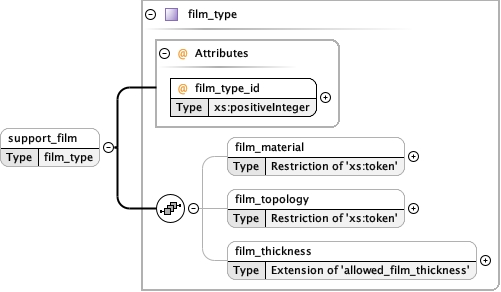 film_type
@ Attributes
@ film_type_id
Type xs:positiveInteger
support_film
Type film_type
film_material
Type Restriction of 'xs:token'
film_topology
Type Restriction of 'xs:token'
film_thickness
Type Extension of 'allowed_film_thickness'